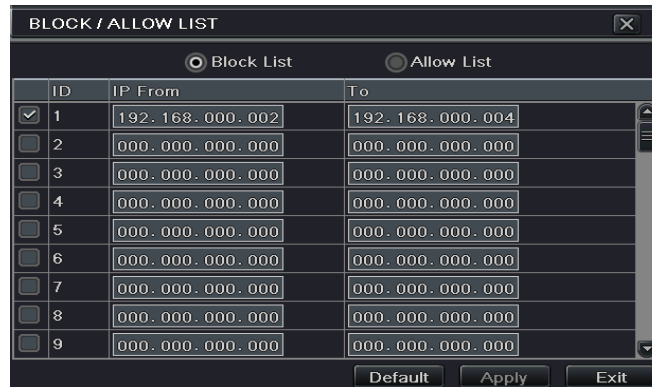 BLOCK / ALLOW LIST
Block List Allow List
ID IP From To
1 192.168.000.002 192.168.000.004
2 000.000.000.000 000.000.000.000
3 000.000.000.000 000.000.000.000
4 000.000.000.000 000.000.000.000
5 000.000.000.000 000.000.000.000
6 000.000.000.000 000.000.000.000
7 000.000.000.000 000.000.000.000
8 000.000.000.000 000.000.000.000
9 000.000.000.000 000.000.000.000
Default Apply Exit